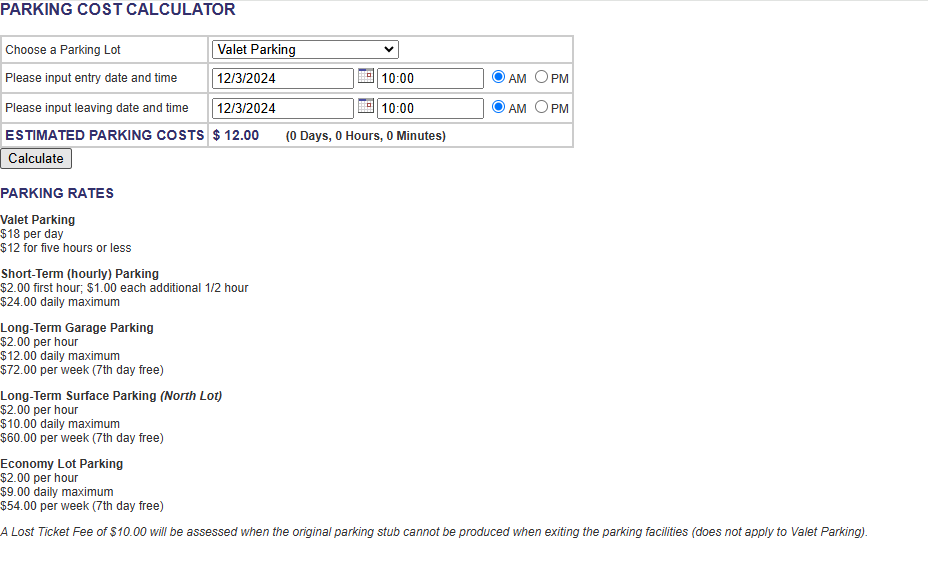 PARKING COST CALCULATOR
Choose a Parking Lot Valet Parking
Please input entry date and time 12/3/2024 10:00 AM PM
Please input leaving date and time 12/3/2024 10:00 AM PM
ESTIMATED PARKING COSTS $ 12.00 (0 Days, 0 Hours, 0 Minutes)
Calculate
PARKING RATES
Valet Parking
$18 per day
$12 for five hours or less
Short-Term (hourly) Parking
$2.00 first hour; $1.00 each additional 1/2 hour
$24.00 daily maximum
Long-Term Garage Parking
$2.00 per hour
$12.00 daily maximum
$72.00 per week (7th day free)
Long-Term Surface Parking (North Lot)
$2.00 per hour
$10.00 daily maximum
$60.00 per week (7th day free)
Economy Lot Parking
$2.00 per hour
$9.00 daily maximum
$54.00 per week (7th day free)
A Lost Ticket Fee of $10.00 will be assessed when the original parking stub cannot be produced when exiting the parking facilities (does not apply to Valet Parking).